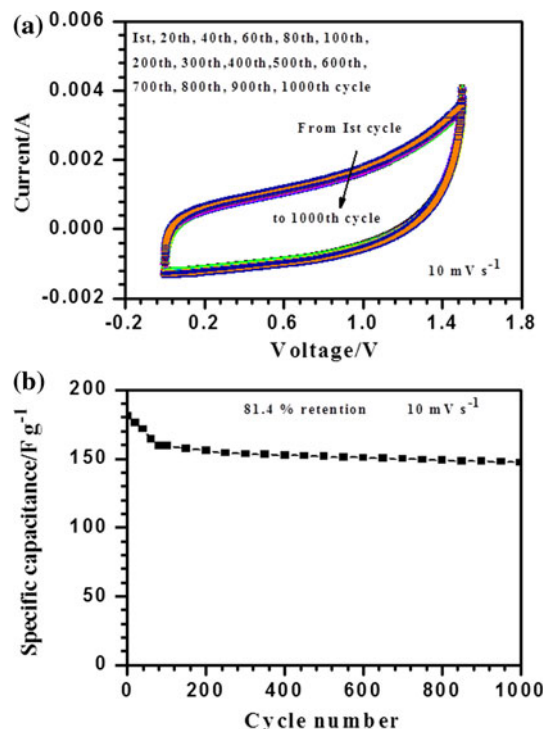 (a)
0.006
Ist, 20th, 40th, 60th, 80th, 100th,
200th, 300th,400th,500th, 600th,
700th, 800th, 900th, 1000th cycle
0.004
From Ist cycle
0.002
to 1000th cycle
0.000
10 mV s-1
-0.002
-0.2 0.2 0.6 1.0 1.4 1.8
Current/A
Voltage/V
(b)
200
81.4 % retention 10 mV s-1
150
100
50
0
0 200 400 600 800 1000
Specific capacitance/F g-1
Cycle number